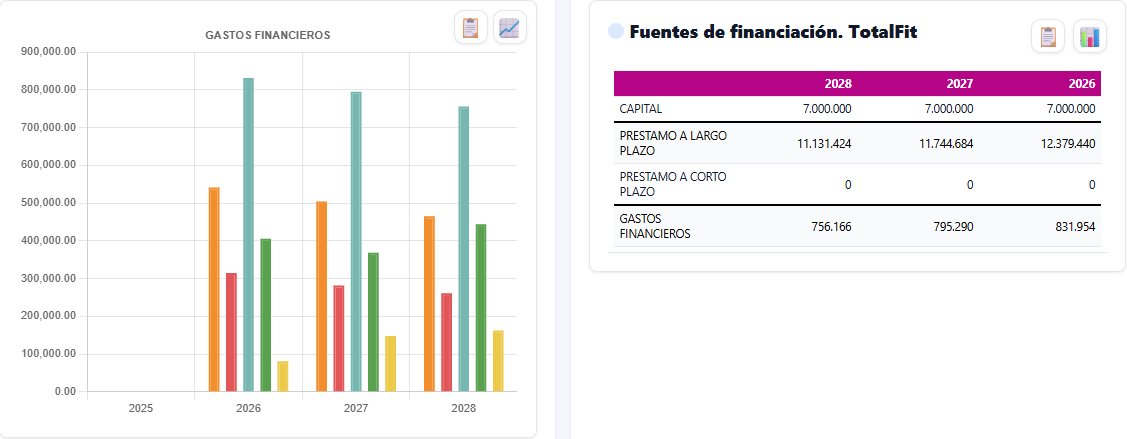 GASTOS FINANCIEROS
900,000.00
800,000.00
700,000.00
600,000.00
500,000.00
400,000.00
300,000.00
200,000.00
100,000.00
0.00
2025 2026 2027 2028
Fuentes de financiación. TotalFit
2028 2027 2026
CAPITAL 7.000.000 7.000.000 7.000.000
PRESTAMO A LARGO
PLAZO 11.131.424 11.744.684 12.379.440
PRESTAMO A CORTO
PLAZO 0 0 0
GASTOS
FINANCIEROS 756.166 795.290 831.954